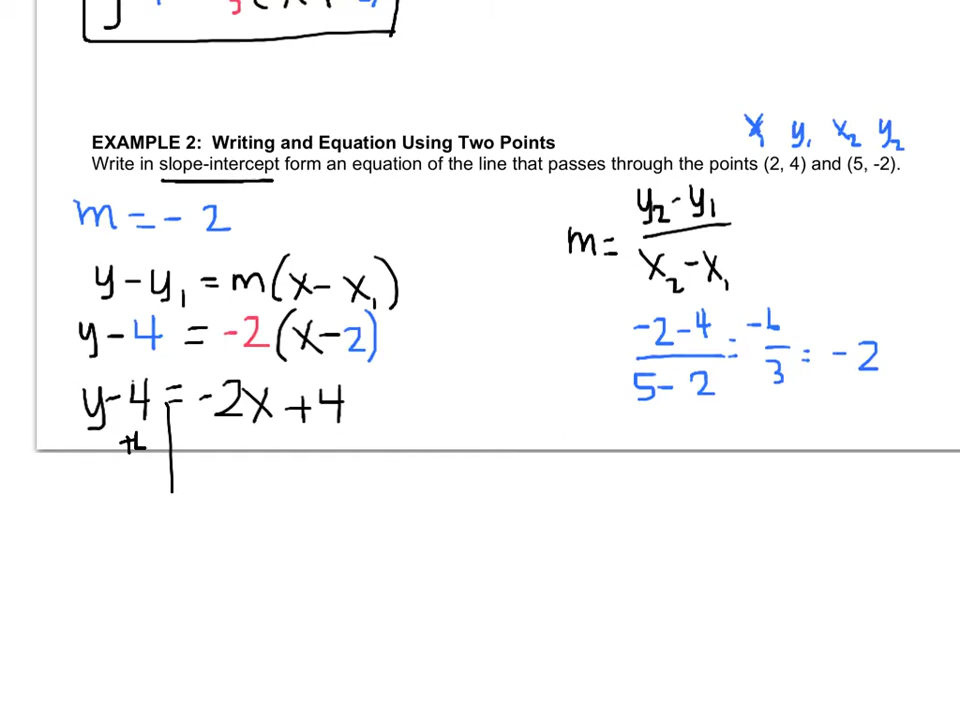 EXAMPLE 2: Writing and Equation Using Two Points
x₁ y₁ x₂ y₂
Write in slope-intercept form an equation of the line that passes through the points (2, 4) and (5, -2).
m = - 2
m = (y₂ - y₁)/(x₂ - x₁)
y - y₁ = m(x - x₁)
y - 4 = -2(x - 2)
(-2 - 4)/(5 - 2) = -6/3 = -2
y - 4 = -2x + 4